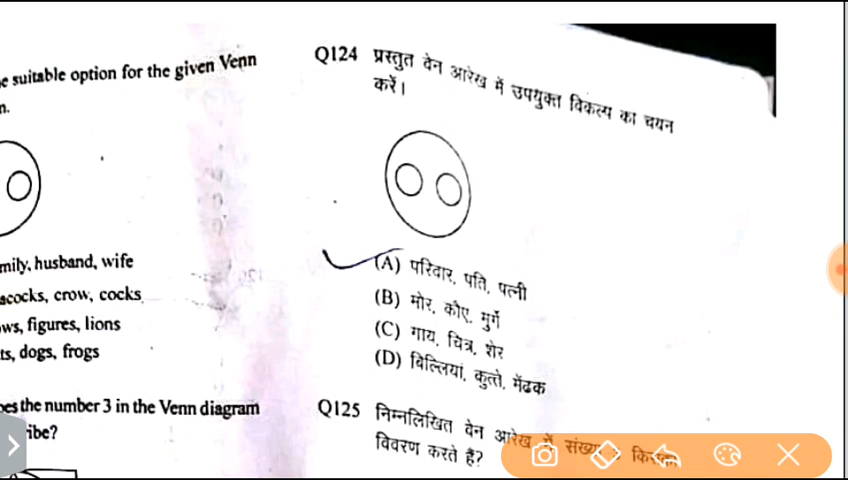 e suitable option for the given Venn
n.
mily, husband, wife
acocks, crow, cocks
ws, figures, lions
ts, dogs, frogs
es the number 3 in the Venn diagram
ibe?
Q124 प्रस्तुत वेन आरेख में उपयुक्त विकल्प का चयन
करें।
(A) परिवार, पति, पत्नी
(B) मोर, कौए, मुर्गे
(C) गाय, चित्र, शेर
(D) बिल्लियां, कुत्ते, मेंढक
Q125 निम्नलिखित वेन आरेख में संख्या
विवरण करते हैं?